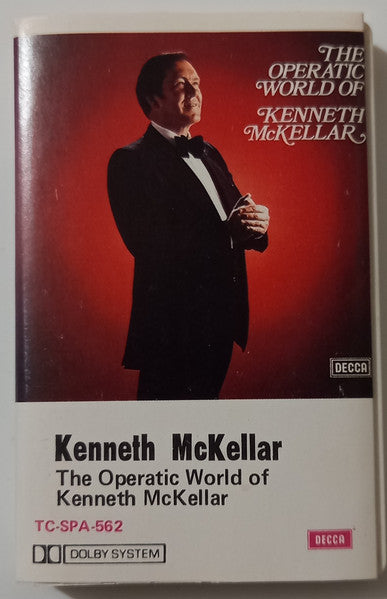 THE
OPERATIC
WORLD OF
KENNETH
McKELLAR
DECCA
Kenneth McKellar
The Operatic World of
Kenneth McKellar
TC-SPA-562
DECCA
DOLBY SYSTEM